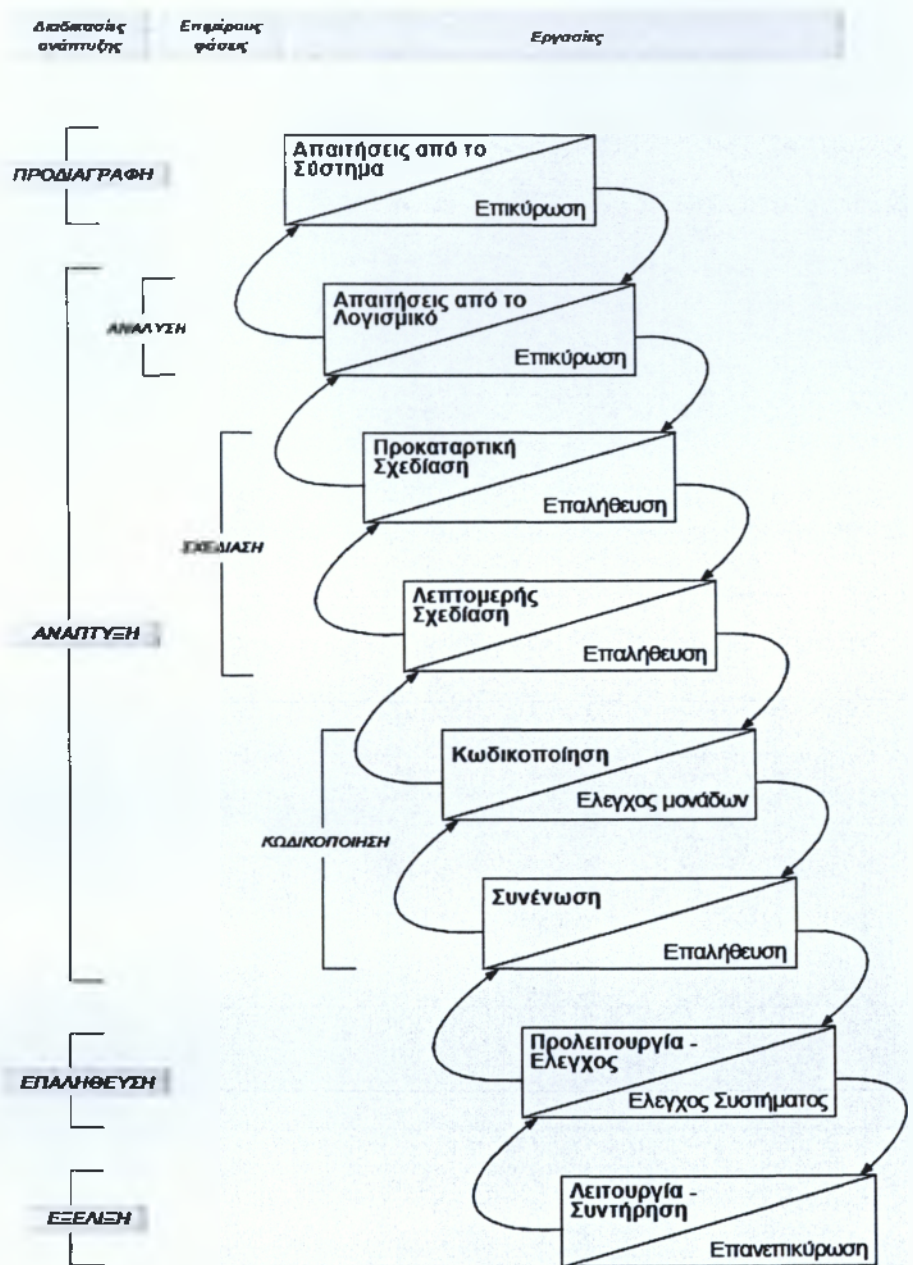 Διαδικασίες
ανάπτυξης
Επιμέρους
φάσεις
Εργασίες
ΠΡΟΔΙΑΓΡΑΦΗ
Απαιτήσεις από το
Σύστημα
Επικύρωση
ΑΝΑΛΥΣΗ
Απαιτήσεις από το
Λογισμικό
Επικύρωση
Προκαταρτική
Σχεδίαση
Επαλήθευση
ΣΧΕΔΙΑΣΗ
Λεπτομερής
Σχεδίαση
Επαλήθευση
ΑΝΑΠΤΥΞΗ
Κωδικοποίηση
Ελεγχος μονάδων
ΚΩΔΙΚΟΠΟΙΗΣΗ
Συνένωση
Επαλήθευση
Προλειτουργία -
Ελεγχος
Ελεγχος Συστήματος
ΕΠΑΛΗΘΕΥΣΗ
Λειτουργία -
Συντήρηση
Επανεπικύρωση
ΕΞΕΛΙΞΗ